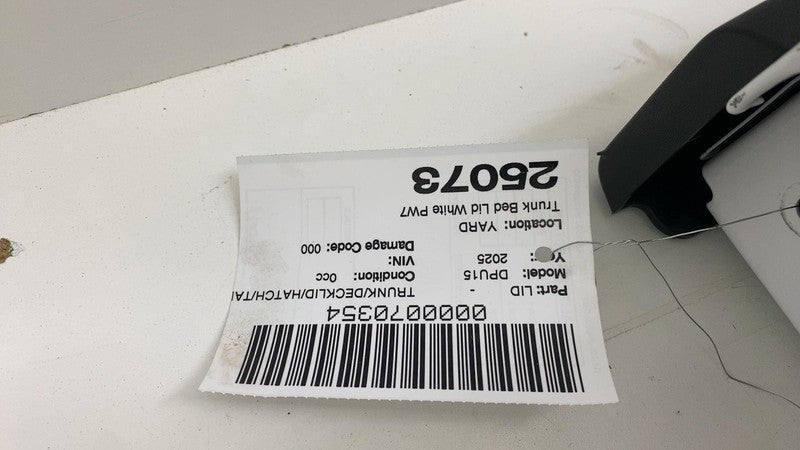 0000070354
Part: LID - TRUNK/DECKLID/HATCH/TAI
Model: DPU15 Condition: 0cc
2025 VIN:
Damage Code: 000
Location: YARD
Trunk Bed Lid White PW7
25073